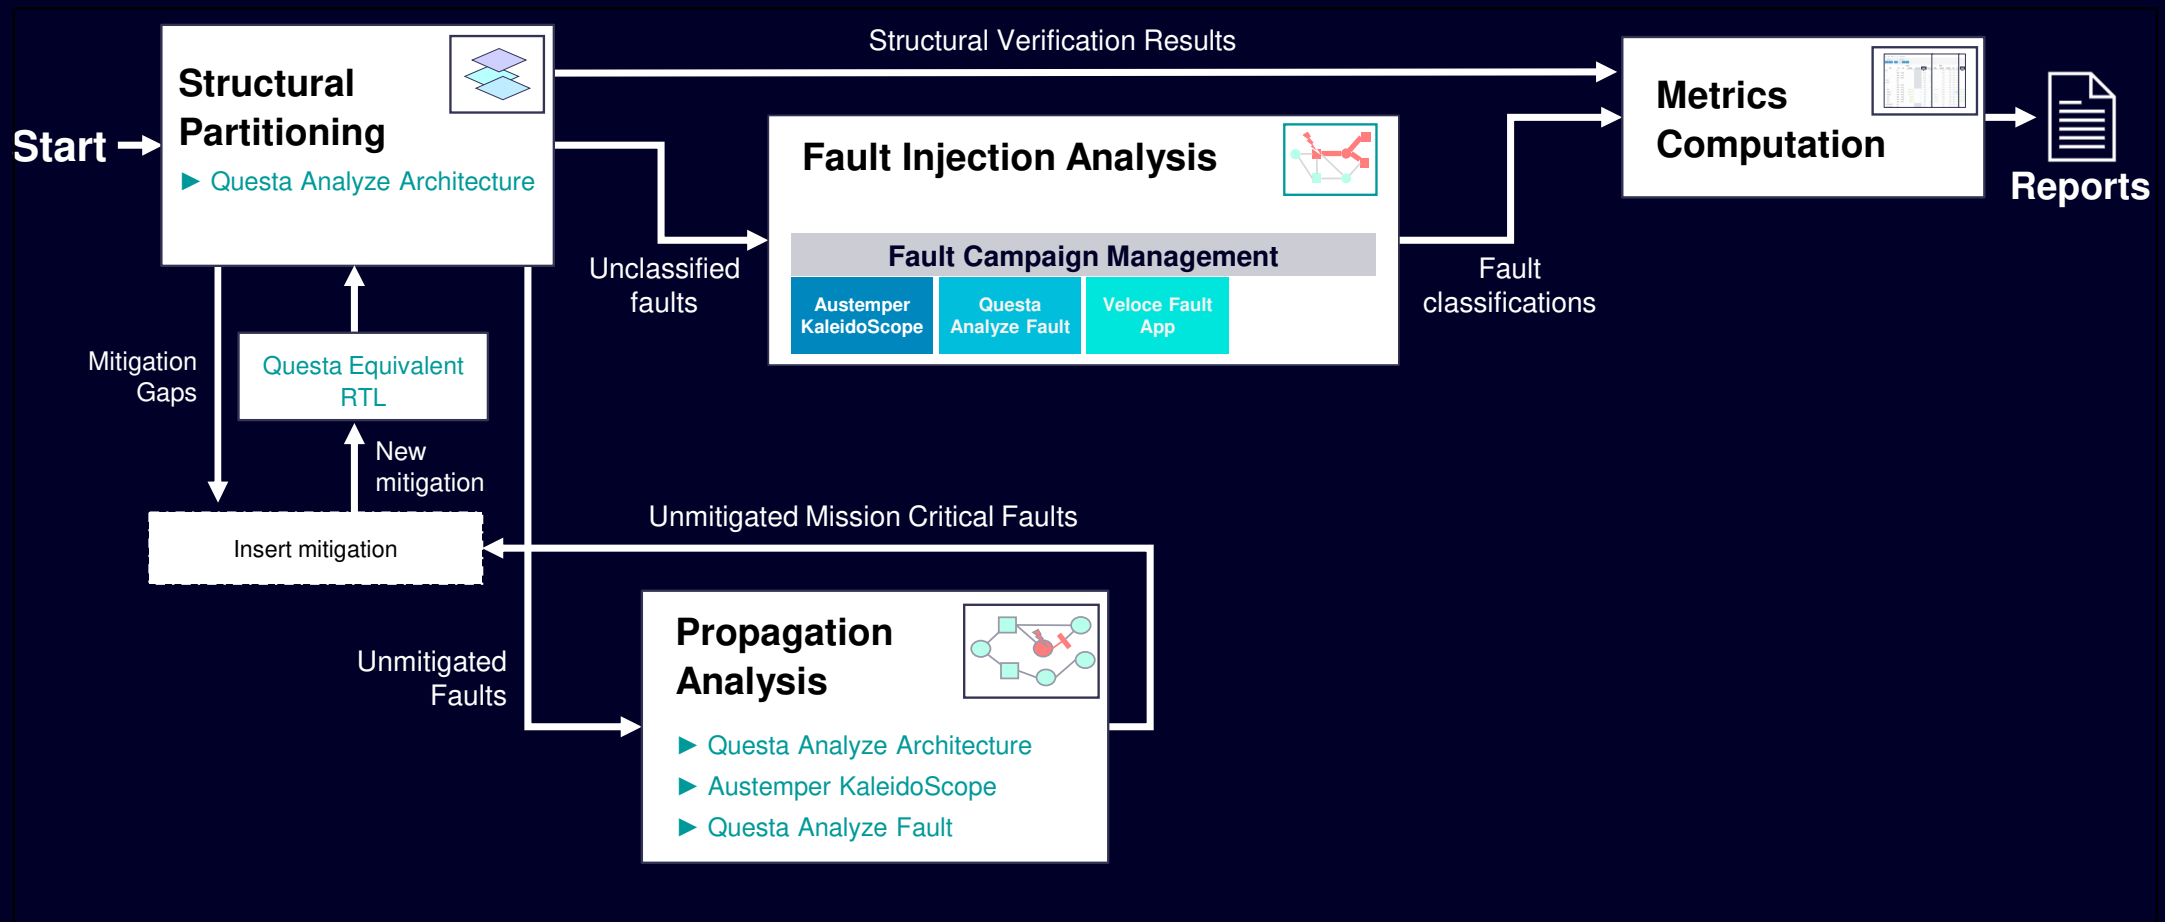 Structural Verification Results
Structural
Partitioning
► Questa Analyze Architecture
Start
Metrics
Computation
Reports
Fault Injection Analysis
Fault Campaign Management
Austemper
KaleidoScope
Questa
Analyze Fault
Veloce Fault
App
Unclassified
faults
Fault
classifications
Mitigation
Gaps
Questa Equivalent
RTL
New
mitigation
Insert mitigation
Unmitigated Mission Critical Faults
Unmitigated
Faults
Propagation
Analysis
► Questa Analyze Architecture
► Austemper KaleidoScope
► Questa Analyze Fault